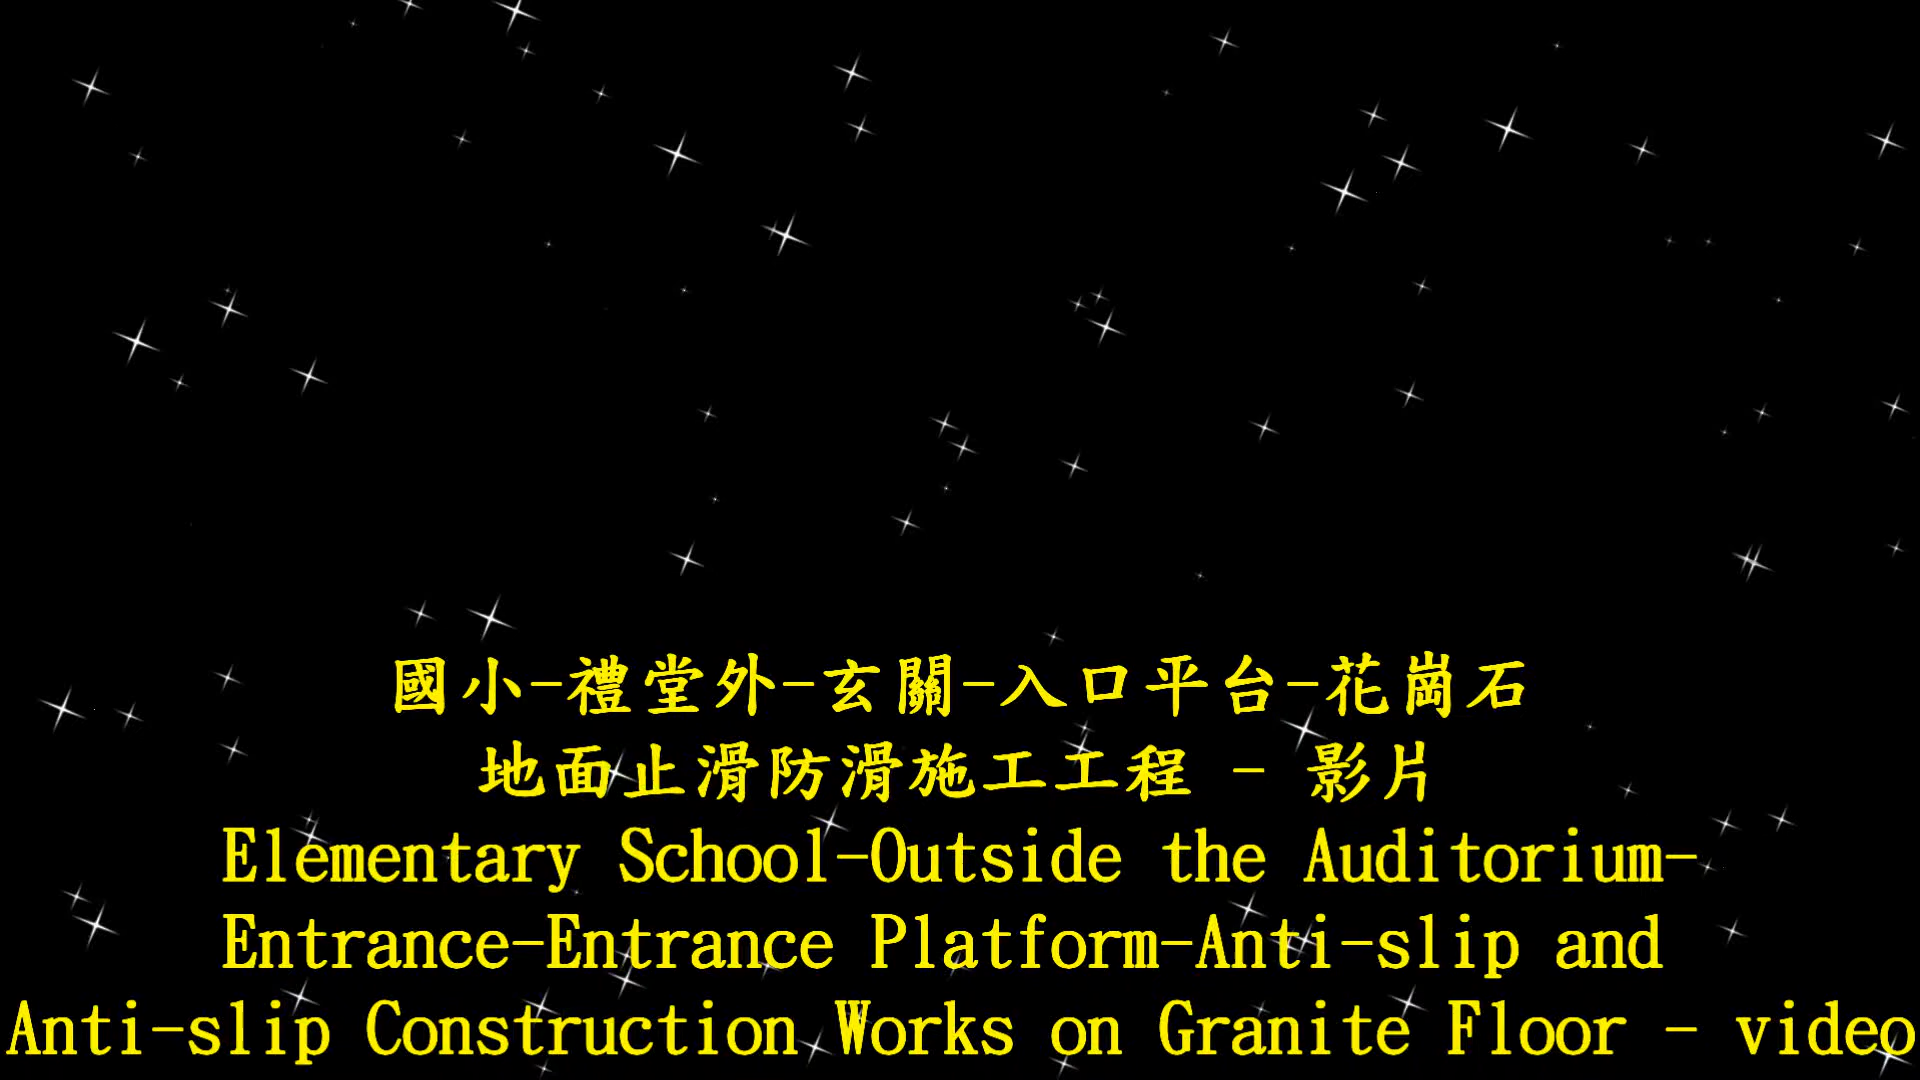 國小-禮堂外-玄關-入口平台-花崗石
地面止滑防滑施工工程 - 影片
Elementary School-Outside the Auditorium-
Entrance-Entrance Platform-Anti-slip and
Anti-slip Construction Works on Granite Floor - video